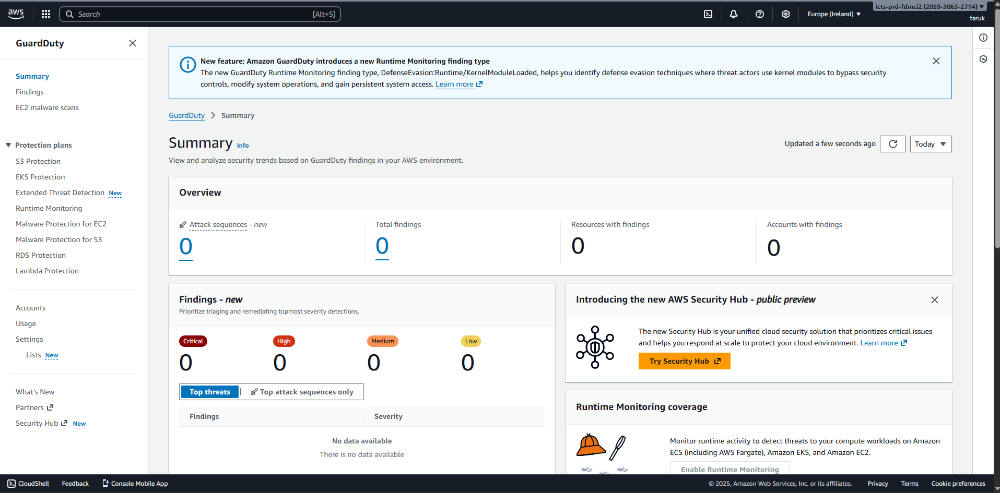 aws
Search
[Alt+S]
Europe (Ireland)
icts-prd-fdmci2 (2059-3063-2714)
faruk
GuardDuty
Summary
Findings
EC2 malware scans
Protection plans
S3 Protection
EKS Protection
Extended Threat Detection New
Runtime Monitoring
Malware Protection for EC2
Malware Protection for S3
RDS Protection
Lambda Protection
Accounts
Usage
Settings
Lists New
What's New
Partners
Security Hub New
New feature: Amazon GuardDuty introduces a new Runtime Monitoring finding type
The new GuardDuty Runtime Monitoring finding type, DefenseEvasion:Runtime/KernelModuleLoaded, helps you identify defense evasion techniques where threat actors use kernel modules to bypass security
controls, modify system operations, and gain persistent system access. Learn more
GuardDuty > Summary
Summary Info
Updated a few seconds ago
Today
View and analyze security trends based on GuardDuty findings in your AWS environment.
Overview
Attack sequences - new
0
Total findings
0
Resources with findings
0
Accounts with findings
0
Findings - new
Prioritize triaging and remediating topmost severity detections.
Critical High Medium Low
0 0 0 0
Top threats | Top attack sequences only
Findings Severity
No data available
There is no data available
Introducing the new AWS Security Hub - public preview
The new Security Hub is your unified cloud security solution that prioritizes critical issues
and helps you respond at scale to protect your cloud environment. Learn more
Try Security Hub
Runtime Monitoring coverage
Monitor runtime activity to detect threats to your compute workloads on Amazon
ECS (including AWS Fargate), Amazon EKS, and Amazon EC2.
Enable Runtime Monitoring
CloudShell Feedback Console Mobile App
© 2025, Amazon Web Services, Inc. or its affiliates. Privacy Terms Cookie preferences